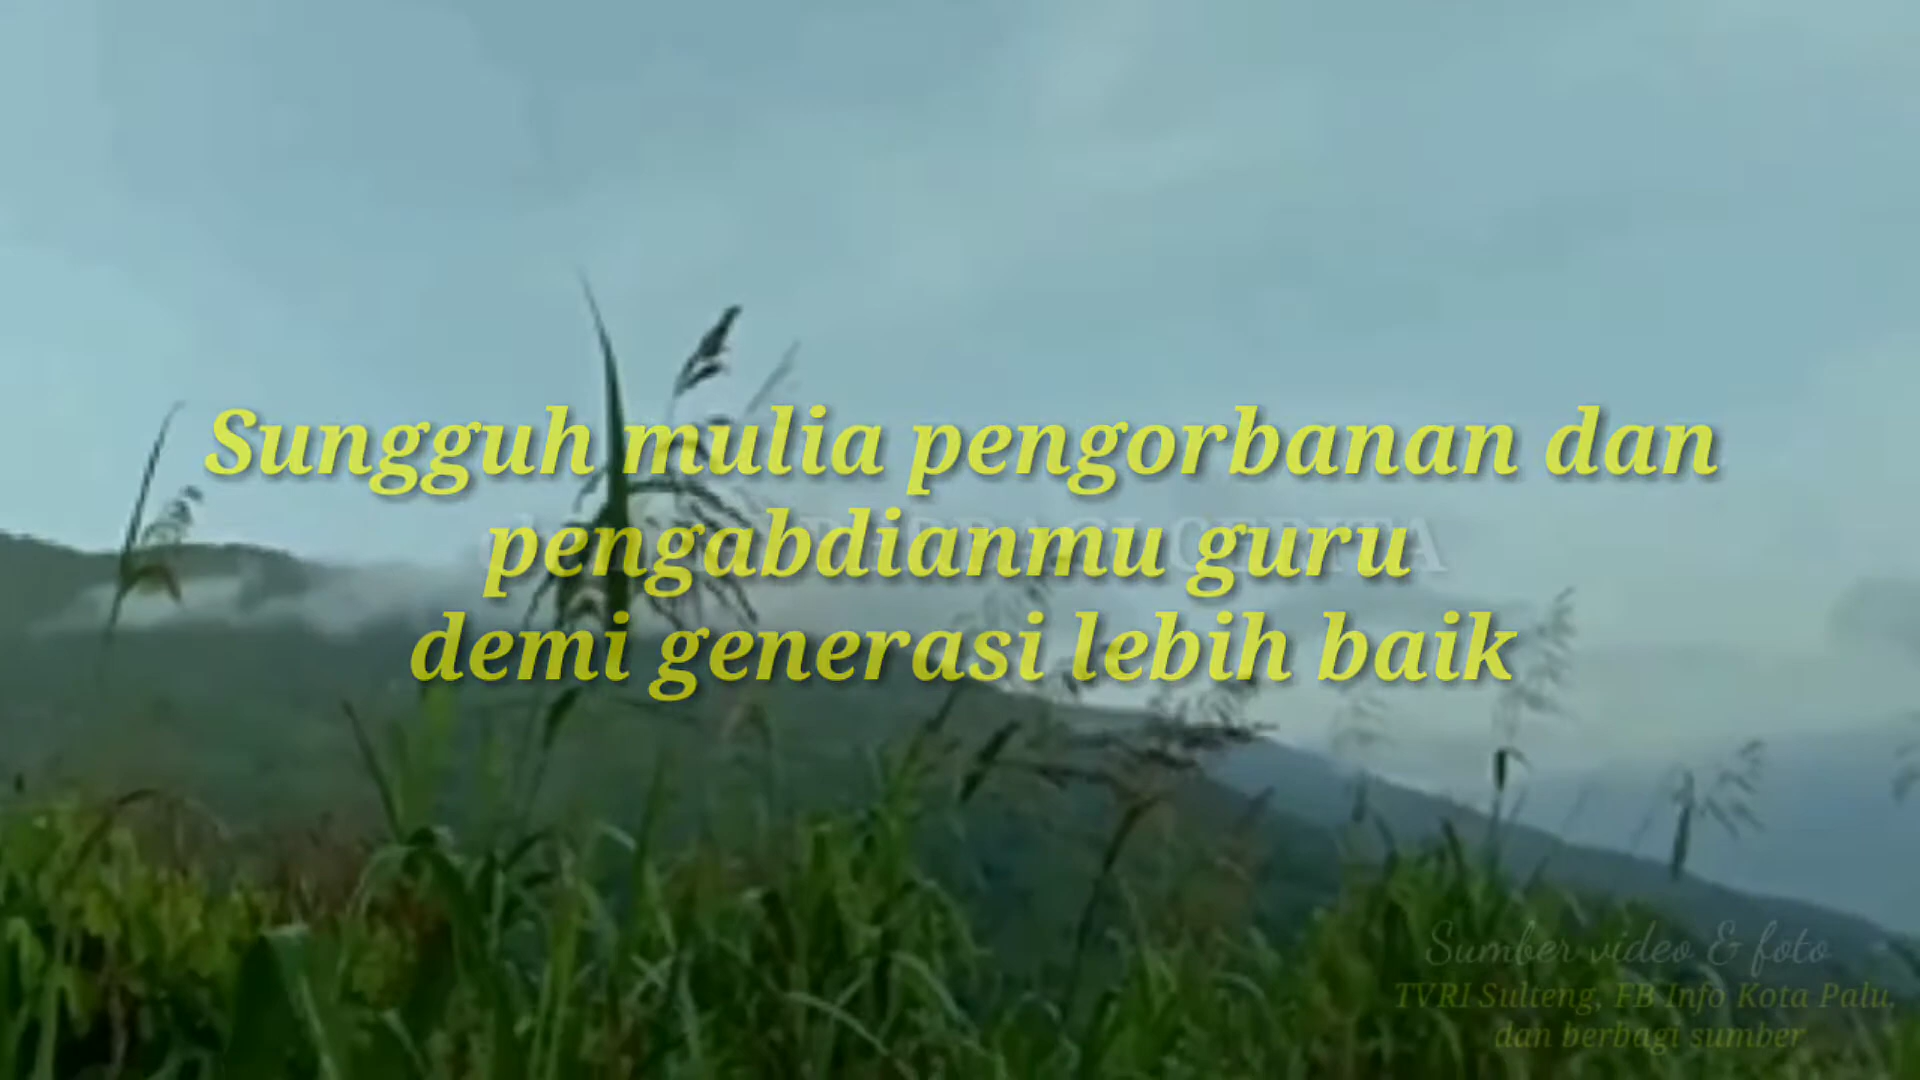 Sungguh mulia pengorbanan dan
pengabdianmu guru
demi generasi lebih baik
Sumber video & foto
TVRI Sulteng, FB Info Kota Palu,
dan berbagi sumber